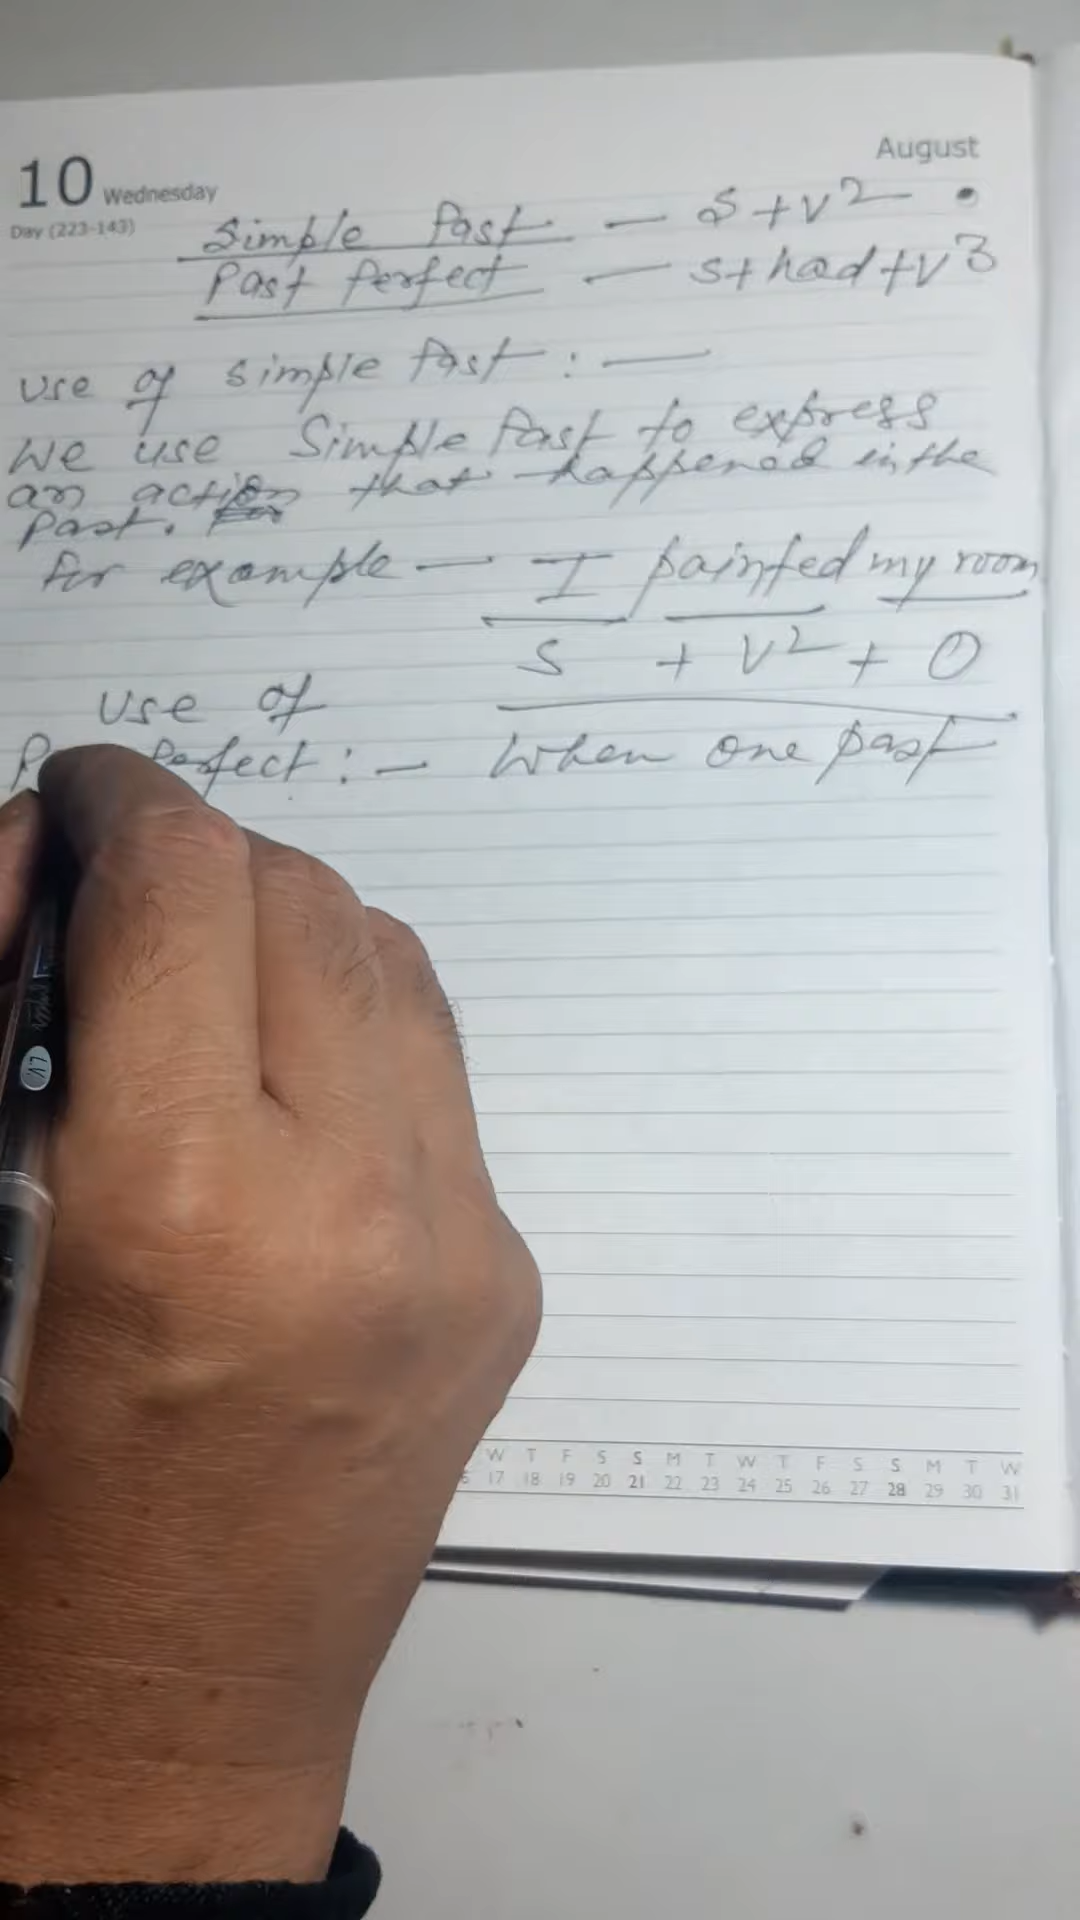 August
10 Wednesday
Day (223-143)
Simple Past — S+V2
Past Perfect — S+had+V3
Use of simple Past : —
We use Simple Past to express
an action that happened in the
Past.
for example — I painted my room
S + V2 + O
Use of
Perfect : — When one past
L.V.
W T F S S M T W T F S S M T W
17 18 19 20 21 22 23 24 25 26 27 28 29 30 31